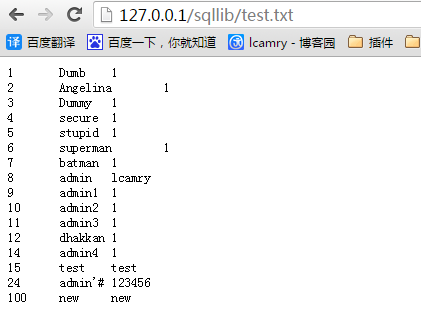 127.0.0.1/sqllib/test.txt
译 百度翻译 百度一下，你就知道 lcamry - 博客园 插件
1 Dumb 1
2 Angelina 1
3 Dummy 1
4 secure 1
5 stupid 1
6 superman 1
7 batman 1
8 admin lcamry
9 admin1 1
10 admin2 1
11 admin3 1
12 dhakkan 1
14 admin4 1
15 test test
24 admin'# 123456
100 new new